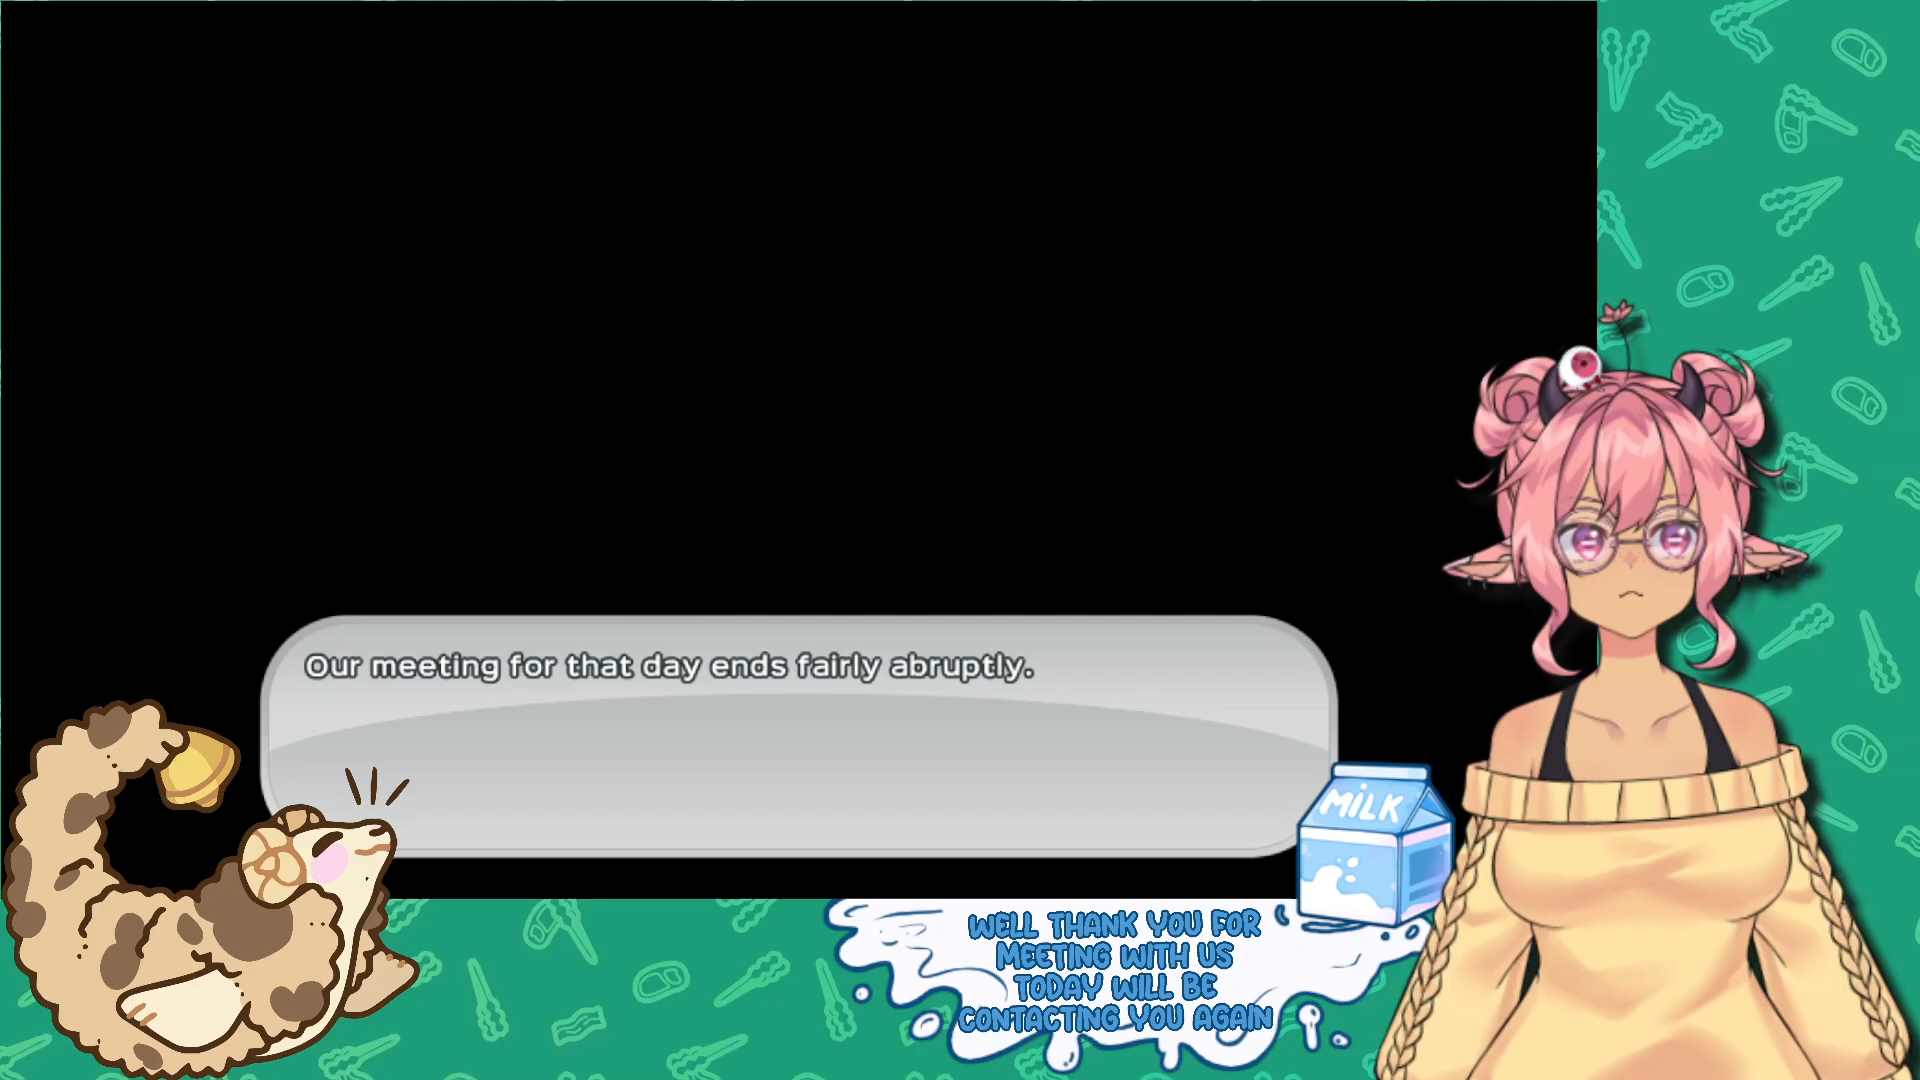 Our meeting for that day ends fairly abruptly.
MiLK
WELL THANK YOU FOR
MEETING WITH US
TODAY WILL BE
CONTACTING YOU AGAIN